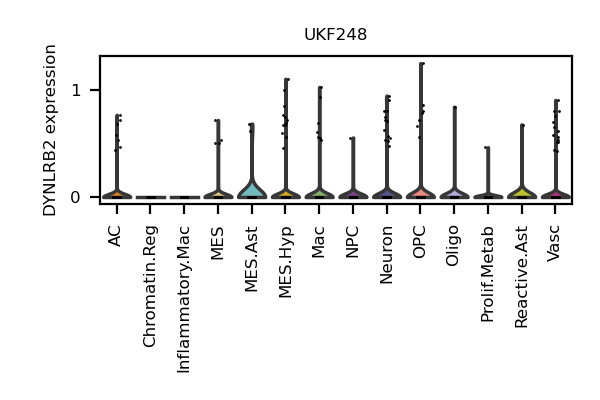 UKF248
DYNLRB2 expression
1
0
AC
Chromatin.Reg
Inflammatory.Mac
MES
MES.Ast
MES.Hyp
Mac
NPC
Neuron
OPC
Oligo
Prolif.Metab
Reactive.Ast
Vasc